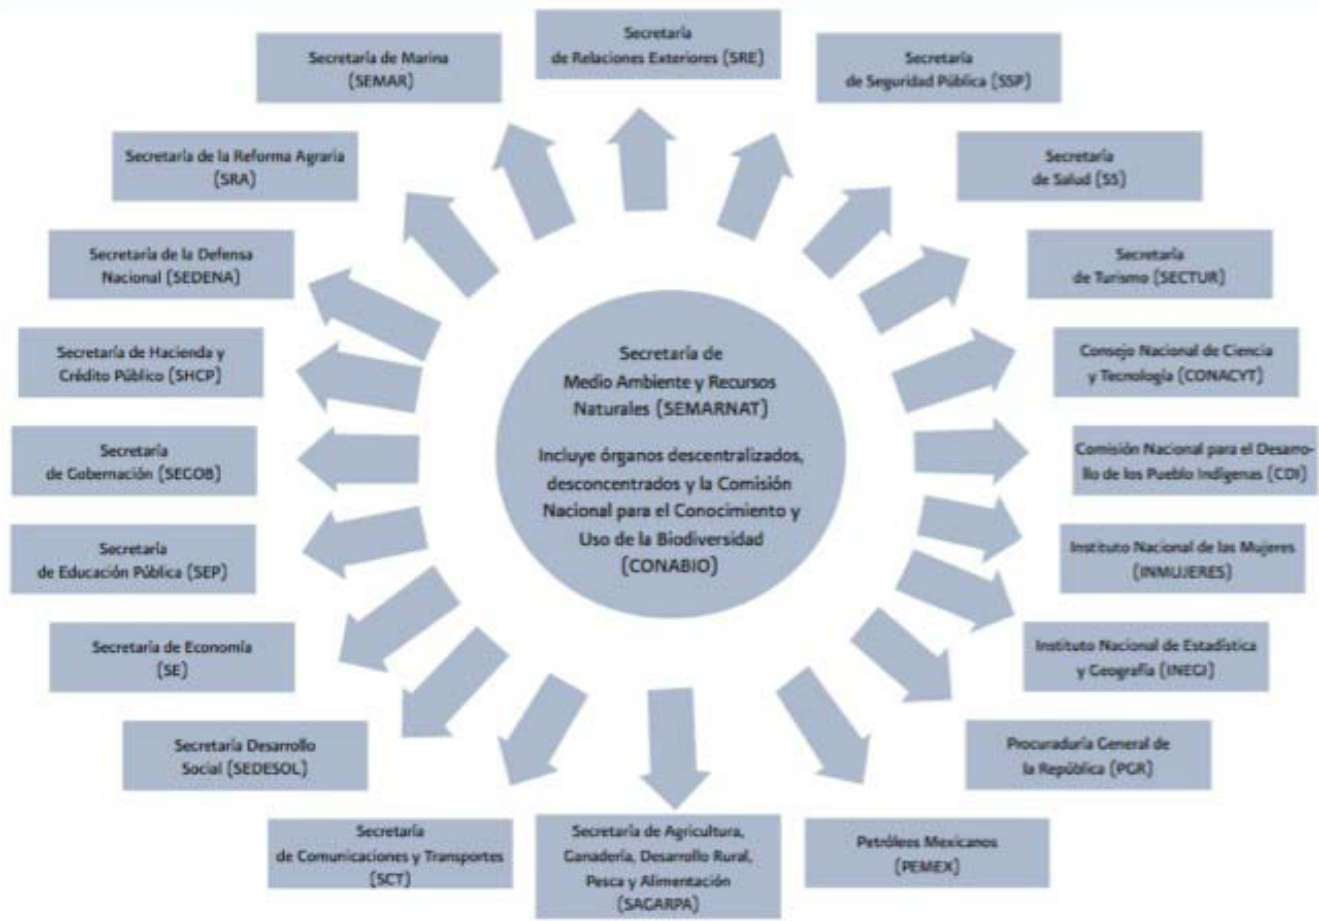 Secretaría
de Relaciones Exteriores (SRE)
Secretaría de Marina
(SEMAR)
Secretaría
de Seguridad Pública (SSP)
Secretaría de la Reforma Agraria
(SRA)
Secretaría
de Salud (SS)
Secretaría de la Defensa
Nacional (SEDENA)
Secretaría
de Turismo (SECTUR)
Secretaría de Hacienda y
Crédito Público (SHCP)
Consejo Nacional de Ciencia
y Tecnología (CONACYT)
Secretaría de
Medio Ambiente y Recursos
Naturales (SEMARNAT)
Incluye órganos descentralizados,
desconcentrados y la Comisión
Nacional para el Conocimiento y
Uso de la Biodiversidad
(CONABIO)
Secretaría
de Gobernación (SEGOB)
Comisión Nacional para el Desarro-
llo de los Pueblo Indígenas (CDI)
Secretaría
de Educación Pública (SEP)
Instituto Nacional de las Mujeres
(INMUJERES)
Secretaría de Economía
(SE)
Instituto Nacional de Estadística
y Geografía (INEGI)
Secretaría Desarrollo
Social (SEDESOL)
Procuraduría General de
la República (PGR)
Secretaría
de Comunicaciones y Transportes
(SCT)
Secretaría de Agricultura,
Ganadería, Desarrollo Rural,
Pesca y Alimentación
(SAGARPA)
Petróleos Mexicanos
(PEMEX)